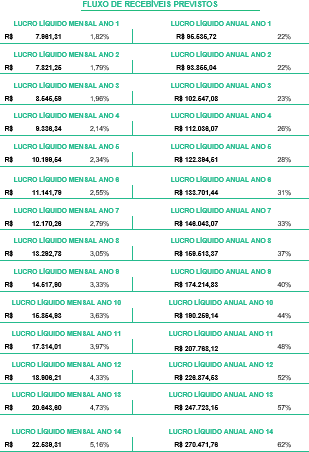 FLUXO DE RECEBÍVEIS PREVISTOS
LUCRO LÍQUIDO MENSAL ANO 1 LUCRO LÍQUIDO ANUAL ANO 1
R$ 7.961,31 1,82% R$ 95.535,72 22%
LUCRO LÍQUIDO MENSAL ANO 2 LUCRO LÍQUIDO ANUAL ANO 2
R$ 7.821,25 1,79% R$ 93.855,04 22%
LUCRO LÍQUIDO MENSAL ANO 3 LUCRO LÍQUIDO ANUAL ANO 3
R$ 8.545,59 1,96% R$ 102.547,08 23%
LUCRO LÍQUIDO MENSAL ANO 4 LUCRO LÍQUIDO ANUAL ANO 4
R$ 9.336,34 2,14% R$ 112.036,07 26%
LUCRO LÍQUIDO MENSAL ANO 5 LUCRO LÍQUIDO ANUAL ANO 5
R$ 10.199,54 2,34% R$ 122.394,51 28%
LUCRO LÍQUIDO MENSAL ANO 6 LUCRO LÍQUIDO ANUAL ANO 6
R$ 11.141,79 2,55% R$ 133.701,44 31%
LUCRO LÍQUIDO MENSAL ANO 7 LUCRO LÍQUIDO ANUAL ANO 7
R$ 12.170,26 2,79% R$ 146.043,07 33%
LUCRO LÍQUIDO MENSAL ANO 8 LUCRO LÍQUIDO ANUAL ANO 8
R$ 13.292,78 3,05% R$ 159.513,37 37%
LUCRO LÍQUIDO MENSAL ANO 9 LUCRO LÍQUIDO ANUAL ANO 9
R$ 14.517,90 3,33% R$ 174.214,83 40%
LUCRO LÍQUIDO MENSAL ANO 10 LUCRO LÍQUIDO ANUAL ANO 10
R$ 15.854,93 3,63% R$ 190.259,14 44%
LUCRO LÍQUIDO MENSAL ANO 11 LUCRO LÍQUIDO ANUAL ANO 11
R$ 17.314,01 3,97% R$ 207.768,12 48%
LUCRO LÍQUIDO MENSAL ANO 12 LUCRO LÍQUIDO ANUAL ANO 12
R$ 18.906,21 4,33% R$ 226.874,53 52%
LUCRO LÍQUIDO MENSAL ANO 13 LUCRO LÍQUIDO ANUAL ANO 13
R$ 20.643,60 4,73% R$ 247.723,15 57%
LUCRO LÍQUIDO MENSAL ANO 14 LUCRO LÍQUIDO ANUAL ANO 14
R$ 22.539,31 5,16% R$ 270.471,76 62%